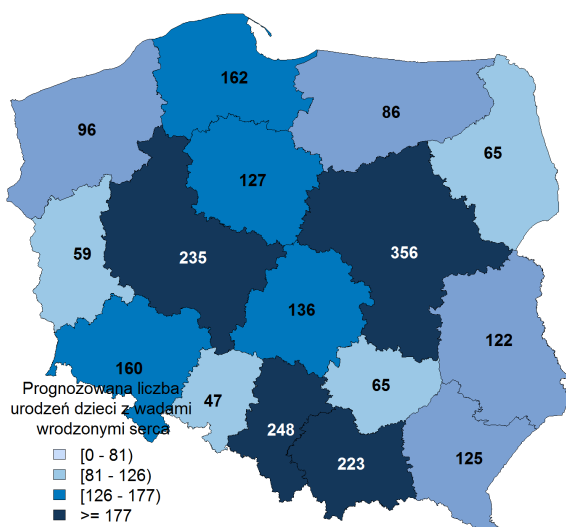 162
86
96
65
127
59
235
356
136
122
160
47
65
248
223
125
Prognozowana liczba
urodzeń dzieci z wadami
wrodzonymi serca
[0 - 81)
[81 - 126)
[126 - 177)
>= 177